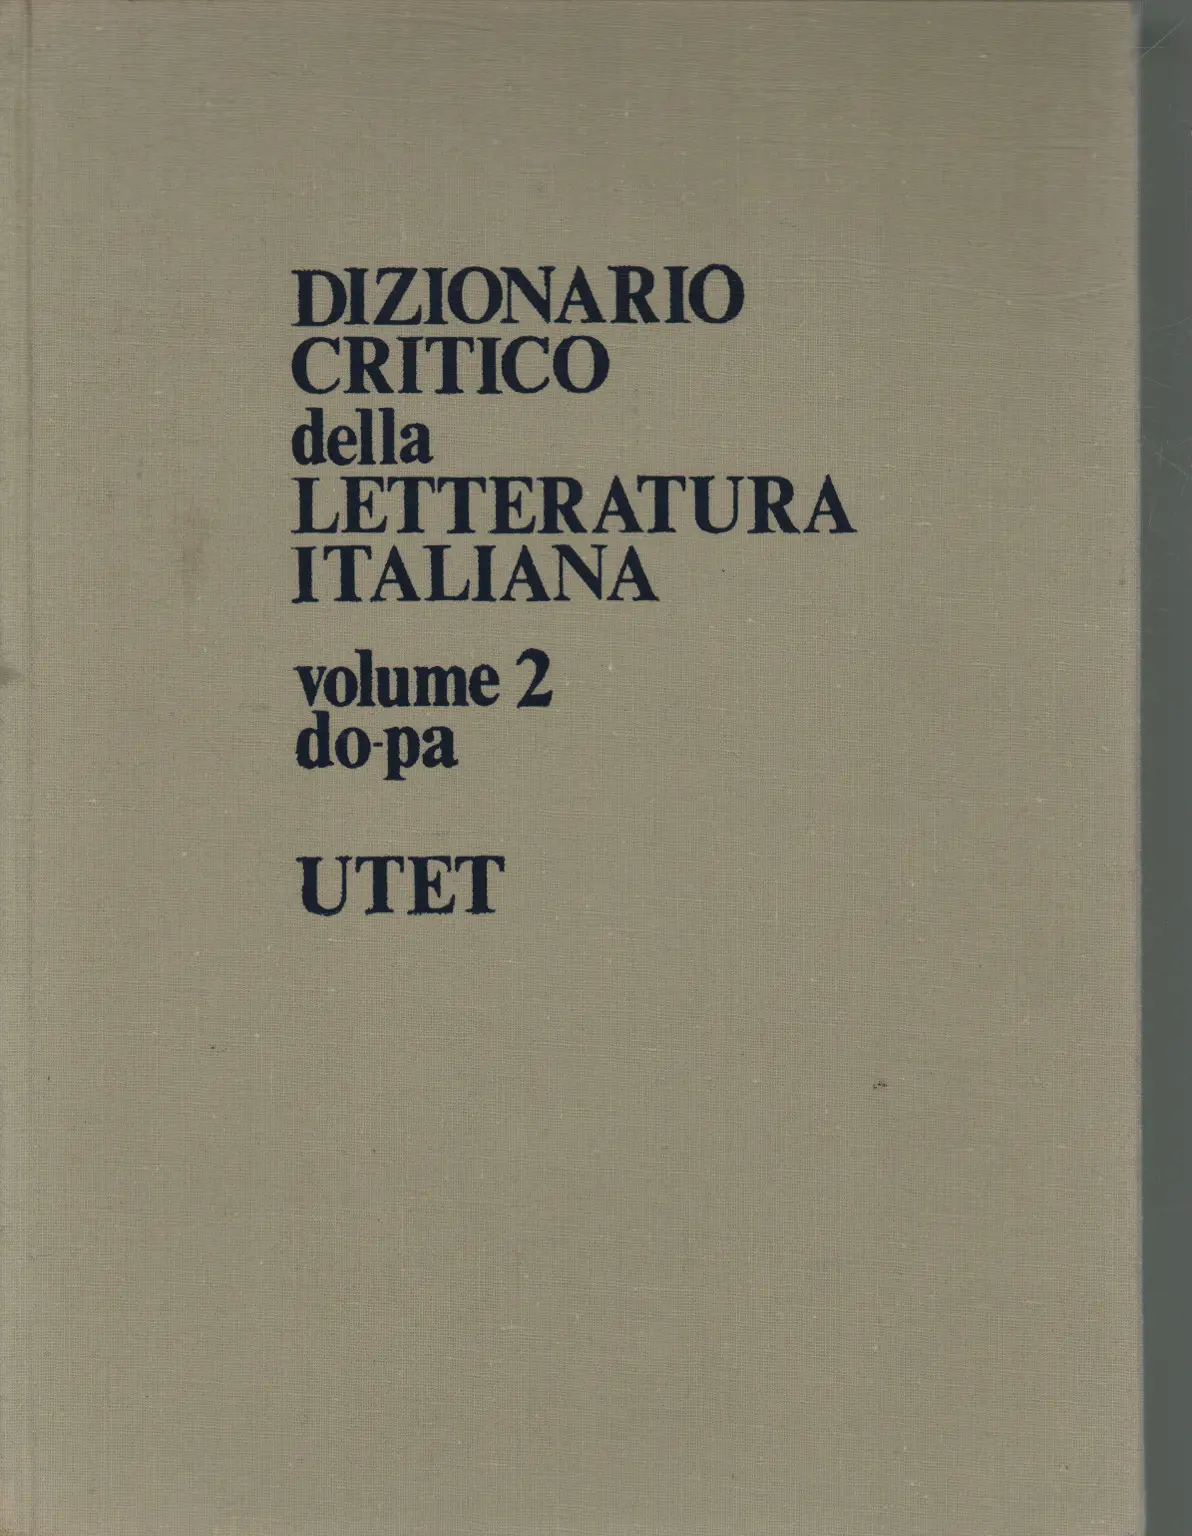 DIZIONARIO
CRITICO
della
LETTERATURA
ITALIANA
volume 2
do-pa
UTET